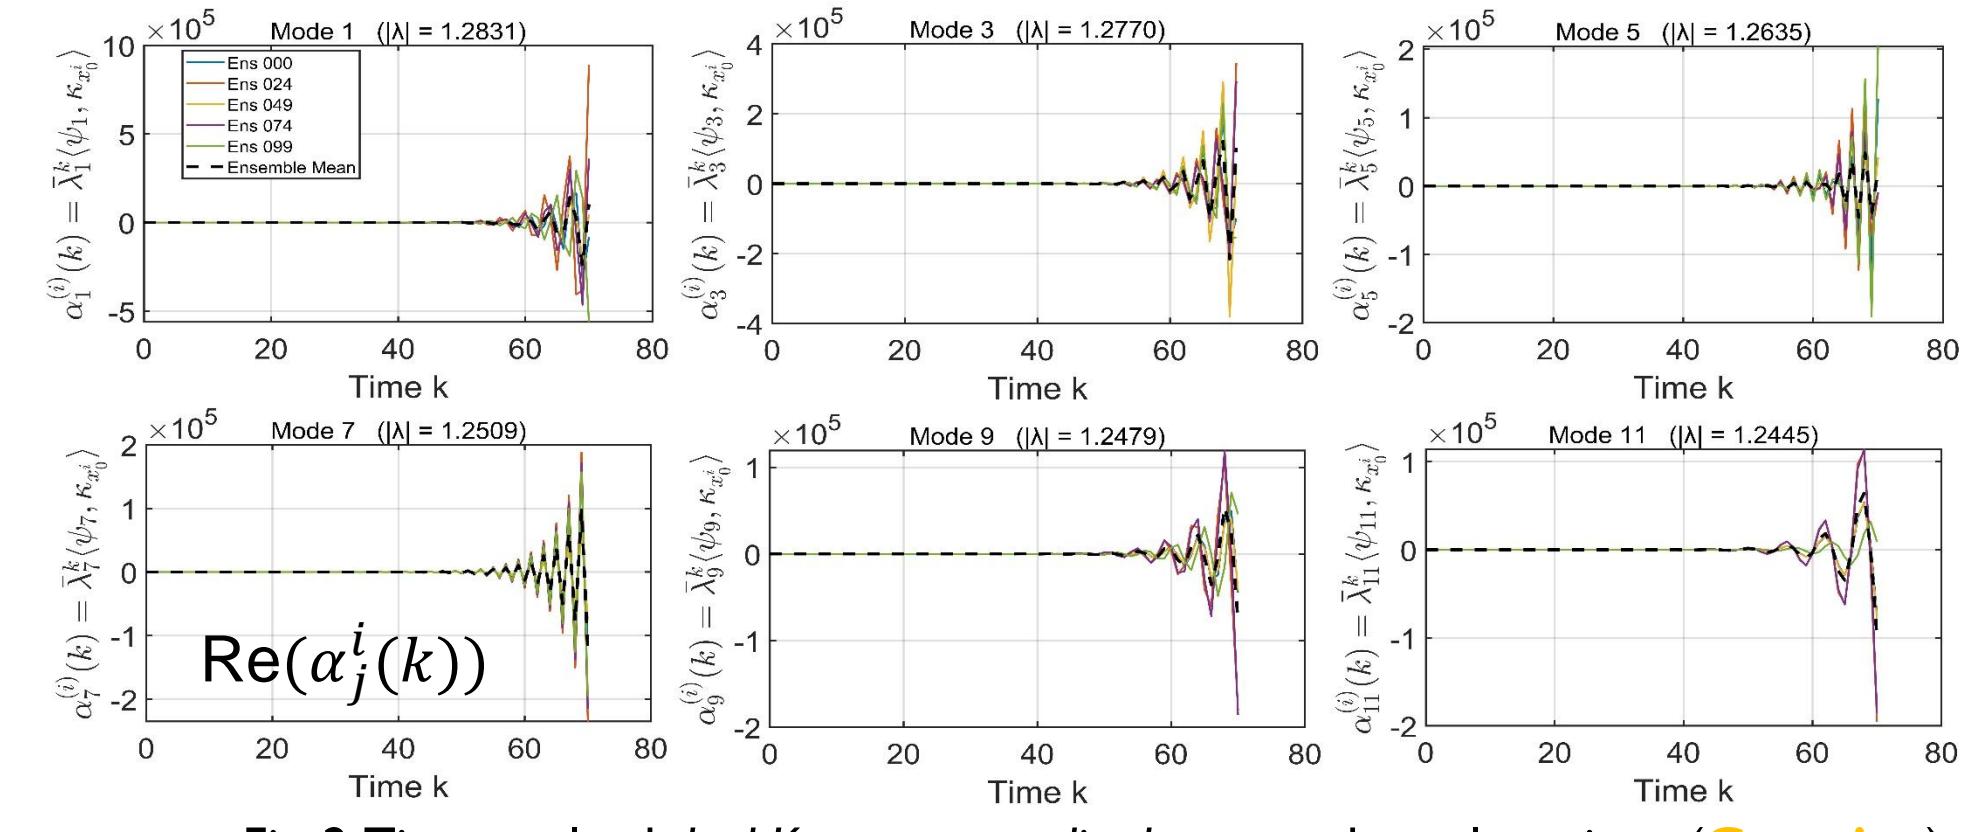 ×10^5 Mode 1 (|λ| = 1.2831)
α_1^{(i)}(k) = λ̄_1^k⟨ψ_1, κ_{x_0^i}⟩
10
5
0
-5
Ens 000
Ens 024
Ens 049
Ens 074
Ens 099
Ensemble Mean
0 20 40 60 80
Time k
×10^5 Mode 3 (|λ| = 1.2770)
α_3^{(i)}(k) = λ̄_3^k⟨ψ_3, κ_{x_0^i}⟩
4
2
0
-2
-4
0 20 40 60 80
Time k
×10^5 Mode 5 (|λ| = 1.2635)
α_5^{(i)}(k) = λ̄_5^k⟨ψ_5, κ_{x_0^i}⟩
2
1
0
-1
-2
0 20 40 60 80
Time k
×10^5 Mode 7 (|λ| = 1.2509)
α_7^{(i)}(k) = λ̄_7^k⟨ψ_7, κ_{x_0^i}⟩
2
1
0
-1
-2
Re(α_j^i(k))
0 20 40 60 80
Time k
×10^5 Mode 9 (|λ| = 1.2479)
α_9^{(i)}(k) = λ̄_9^k⟨ψ_9, κ_{x_0^i}⟩
1
0
-1
-2
0 20 40 60 80
Time k
×10^5 Mode 11 (|λ| = 1.2445)
α_{11}^{(i)}(k) = λ̄_{11}^k⟨ψ_{11}, κ_{x_0^i}⟩
1
0
-1
-2
0 20 40 60 80
Time k